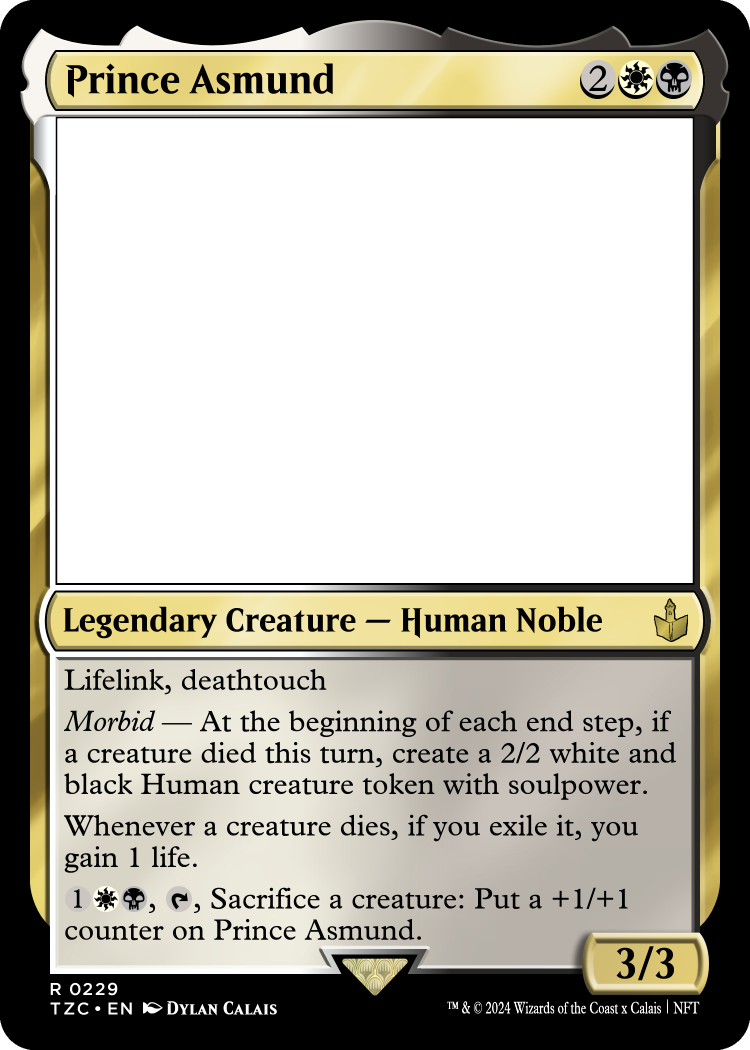 Prince Asmund 2
Legendary Creature — Human Noble
Lifelink, deathtouch
Morbid — At the beginning of each end step, if
a creature died this turn, create a 2/2 white and
black Human creature token with soulpower.
Whenever a creature dies, if you exile it, you
gain 1 life.
1, , Sacrifice a creature: Put a +1/+1
counter on Prince Asmund.
3/3
R 0229
TZC • EN Dylan Calais
™ & © 2024 Wizards of the Coast x Calais | NFT